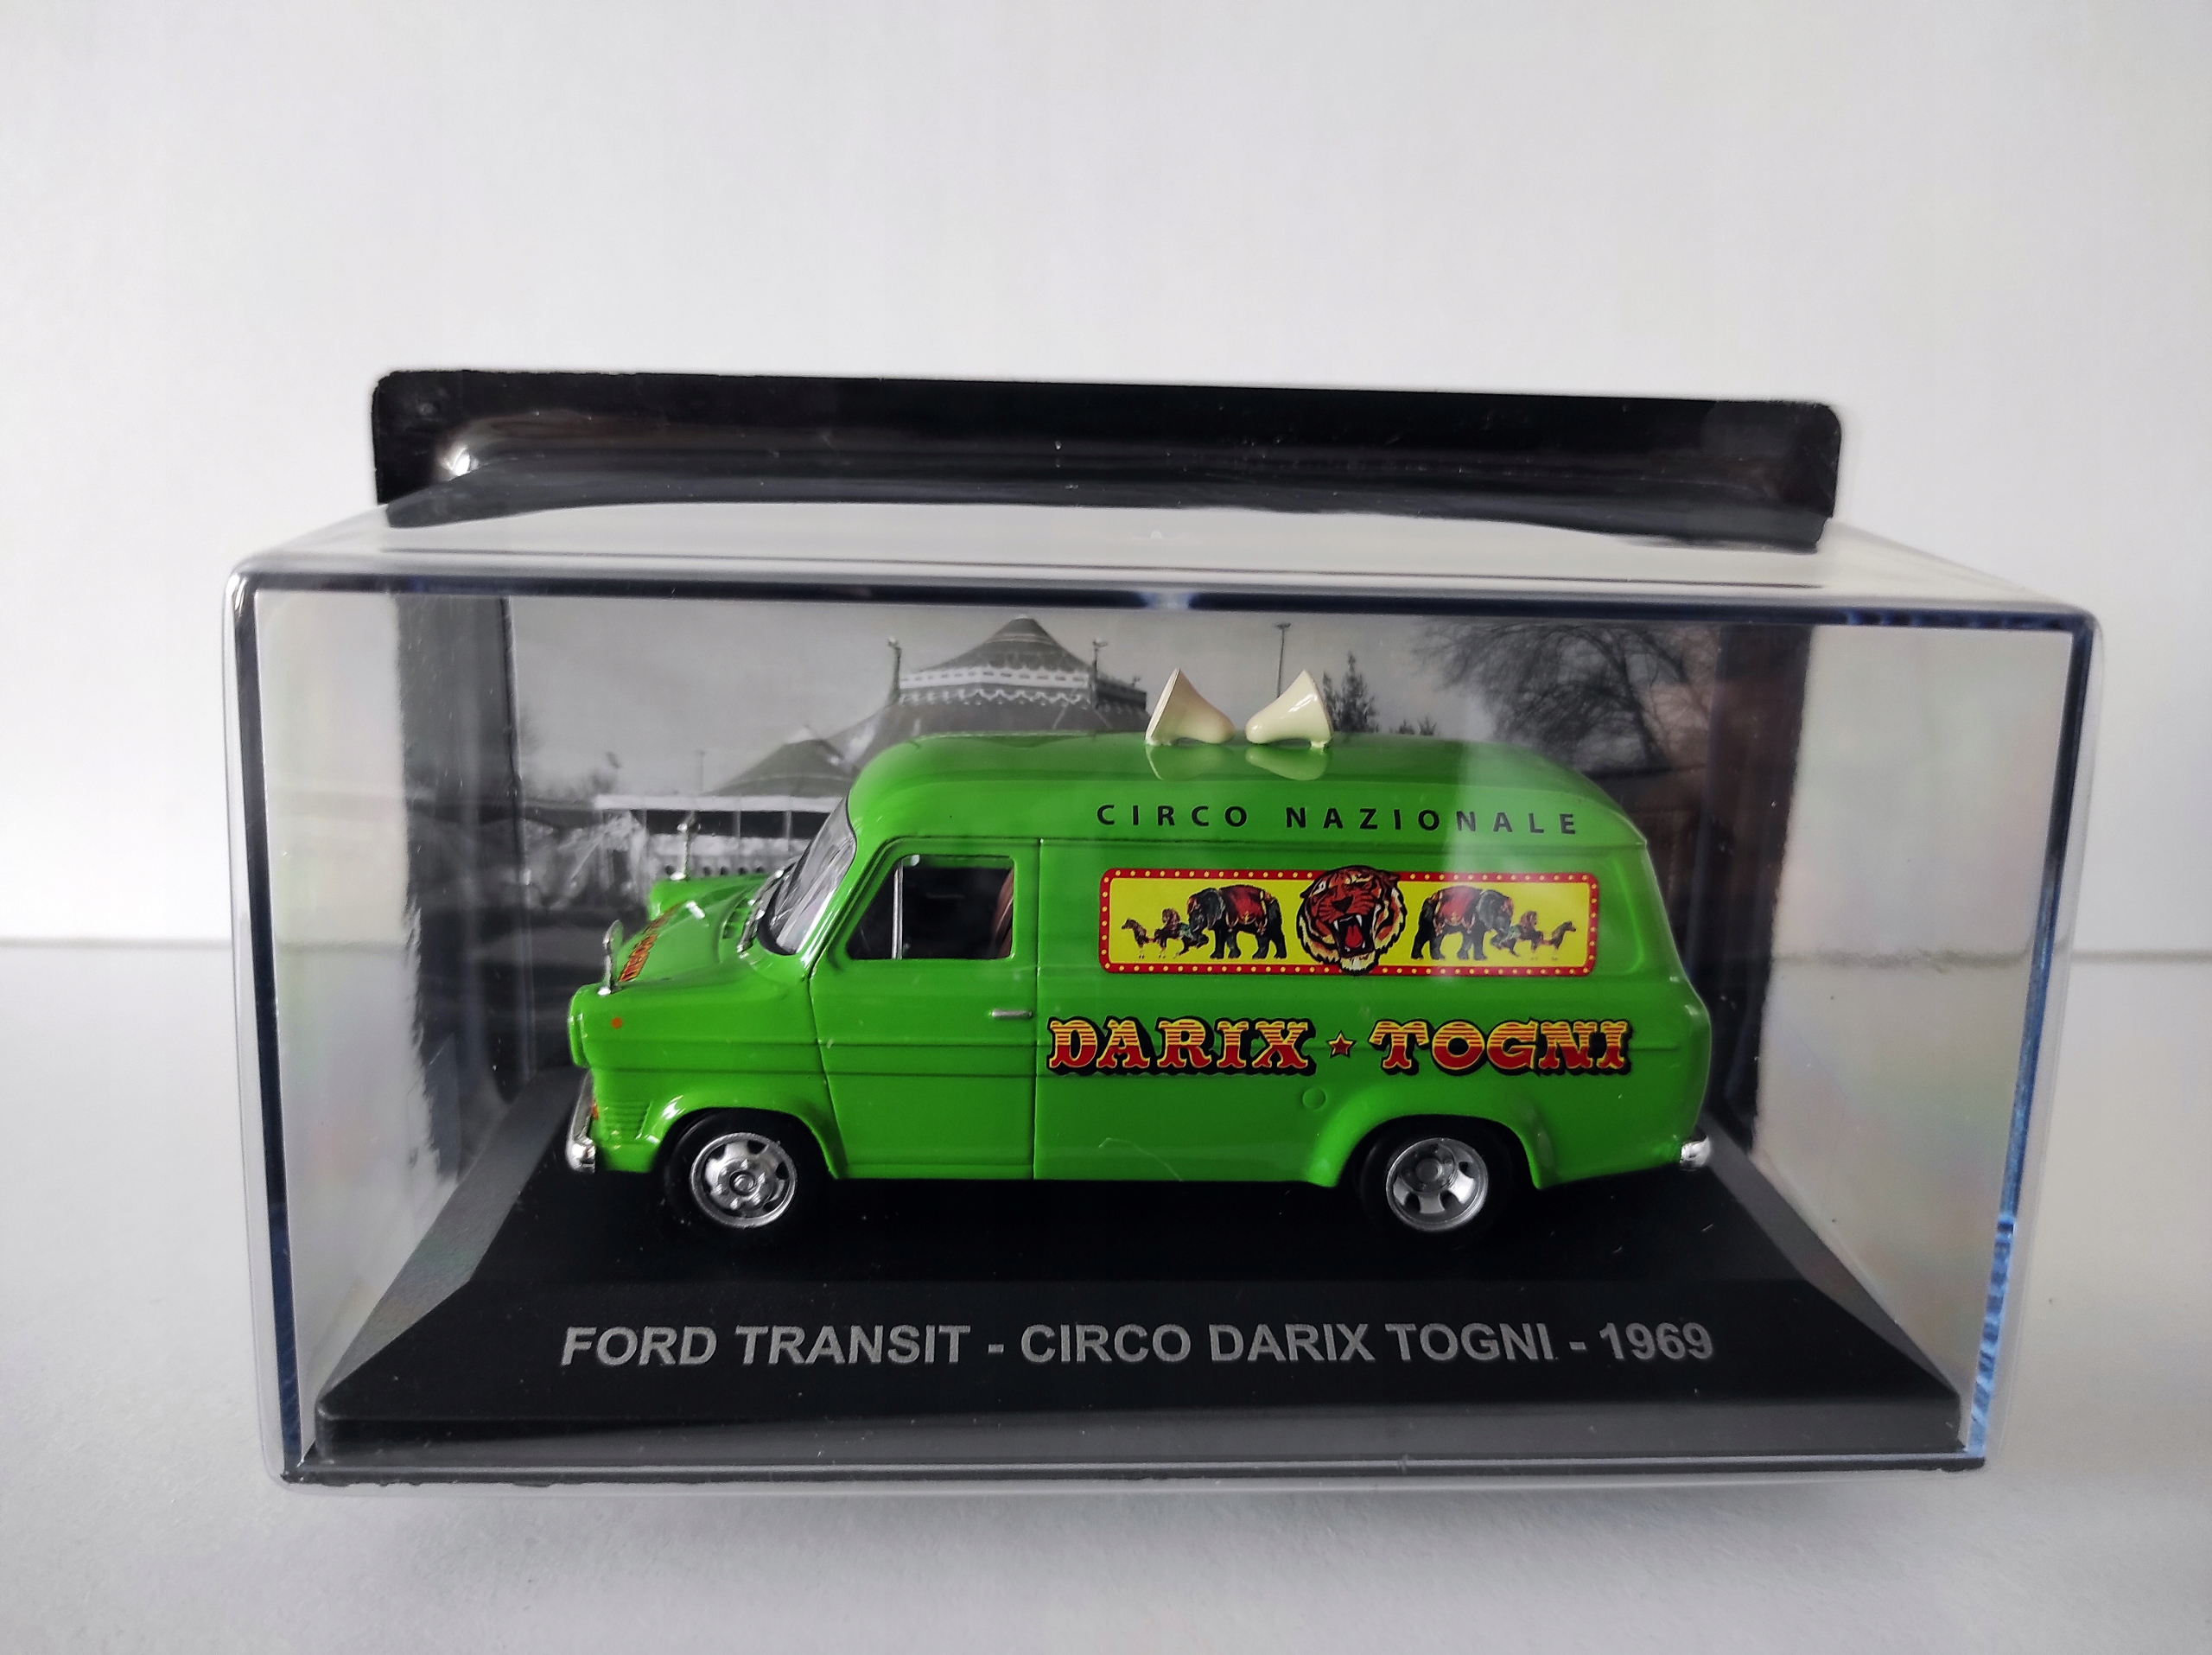 CIRCO NAZIONALE
DARIX ★ TOGNI
FORD TRANSIT - CIRCO DARIX TOGNI - 1969